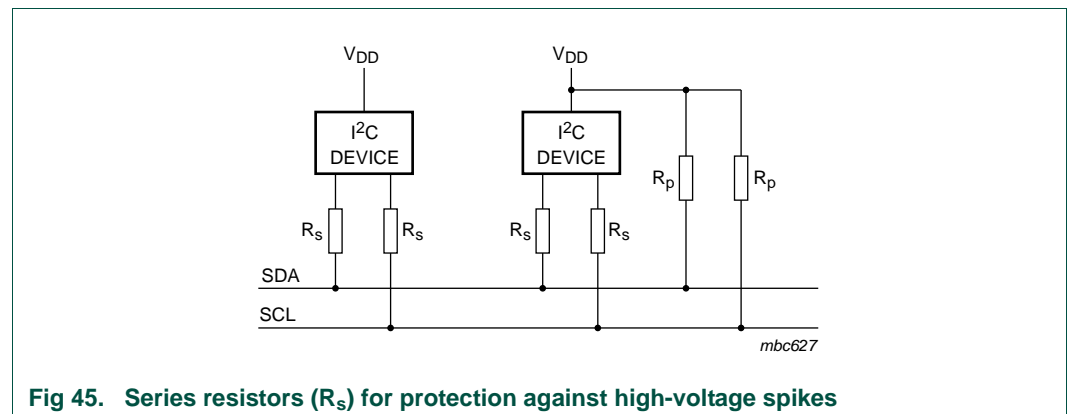 VDD VDD
I2C I2C
DEVICE DEVICE
Rp Rp
Rs Rs Rs Rs
SDA
SCL
mbc627
Fig 45. Series resistors (Rs) for protection against high-voltage spikes